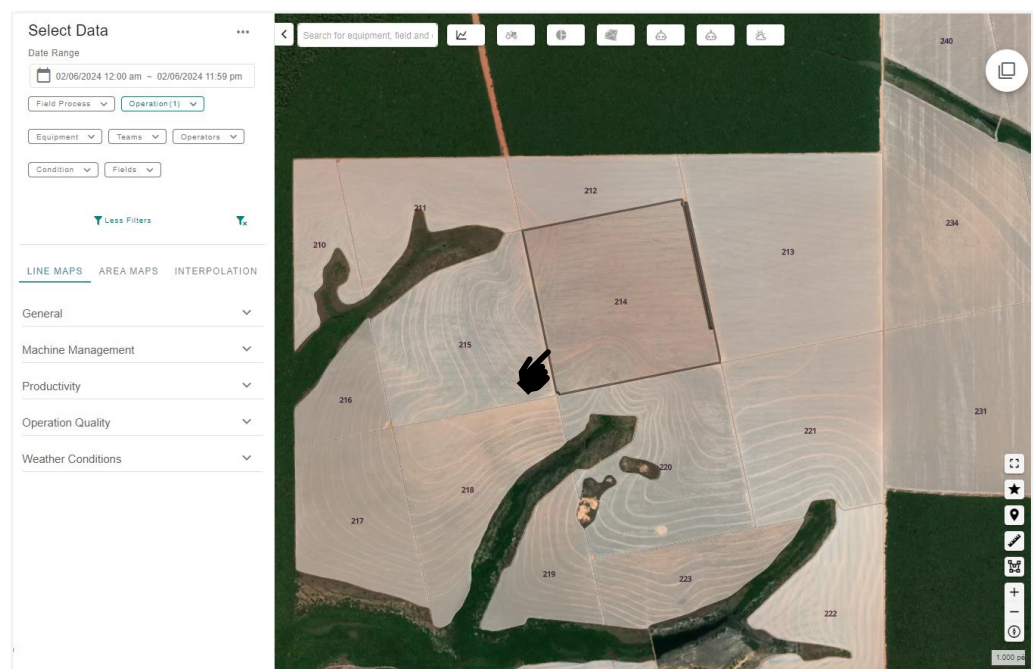 Select Data
Date Range
02/06/2024 12:00 am - 02/06/2024 11:59 pm
Field Process
Operation(1)
Equipment
Teams
Operators
Condition
Fields
Less Filters
LINE MAPS
AREA MAPS
INTERPOLATION
General
Machine Management
Productivity
Operation Quality
Weather Conditions
Search for equipment, field and
240
212
211
210
234
213
214
215
216
231
221
220
218
217
219
223
222
1.000